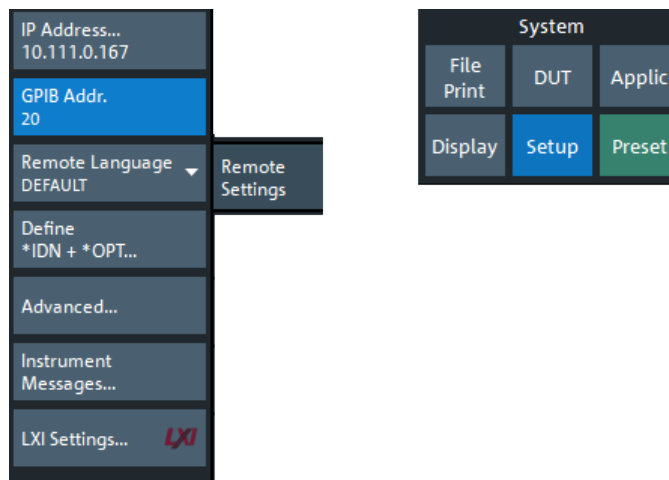 IP Address...
10.111.0.167
GPIB Addr.
20
Remote Language
DEFAULT
Define
*IDN + *OPT...
Advanced...
Instrument
Messages...
LXI Settings... LXI
Remote
Settings
System
File
Print
DUT
Applic
Display
Setup
Preset